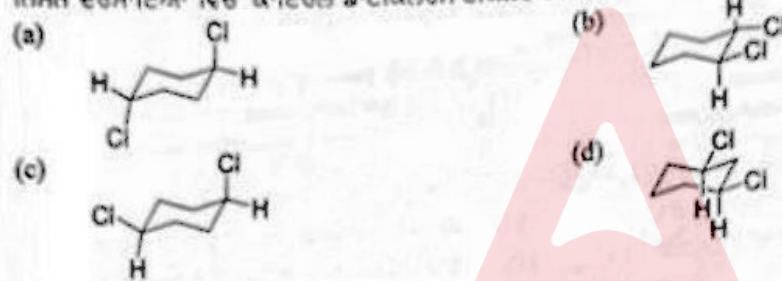 (a) Cl H H Cl
(b) H Cl Cl H
(c) Cl H Cl H
(d) Cl Cl H H